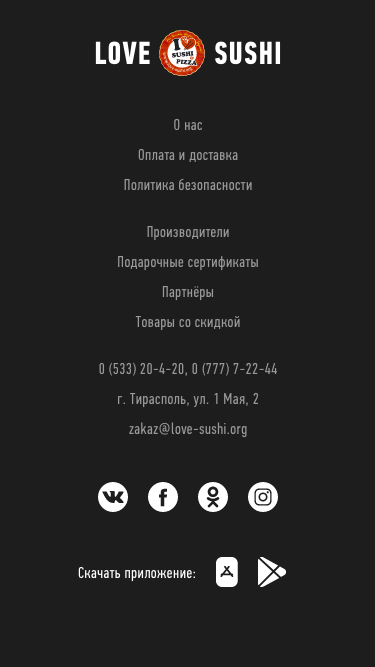 LOVE I SUSHI PIZZA SUSHI
О нас
Оплата и доставка
Политика безопасности
Производители
Подарочные сертификаты
Партнёры
Товары со скидкой
0 (533) 20-4-20, 0 (777) 7-22-44
г. Тирасполь, ул. 1 Мая, 2
zakaz@love-sushi.org
Скачать приложение: